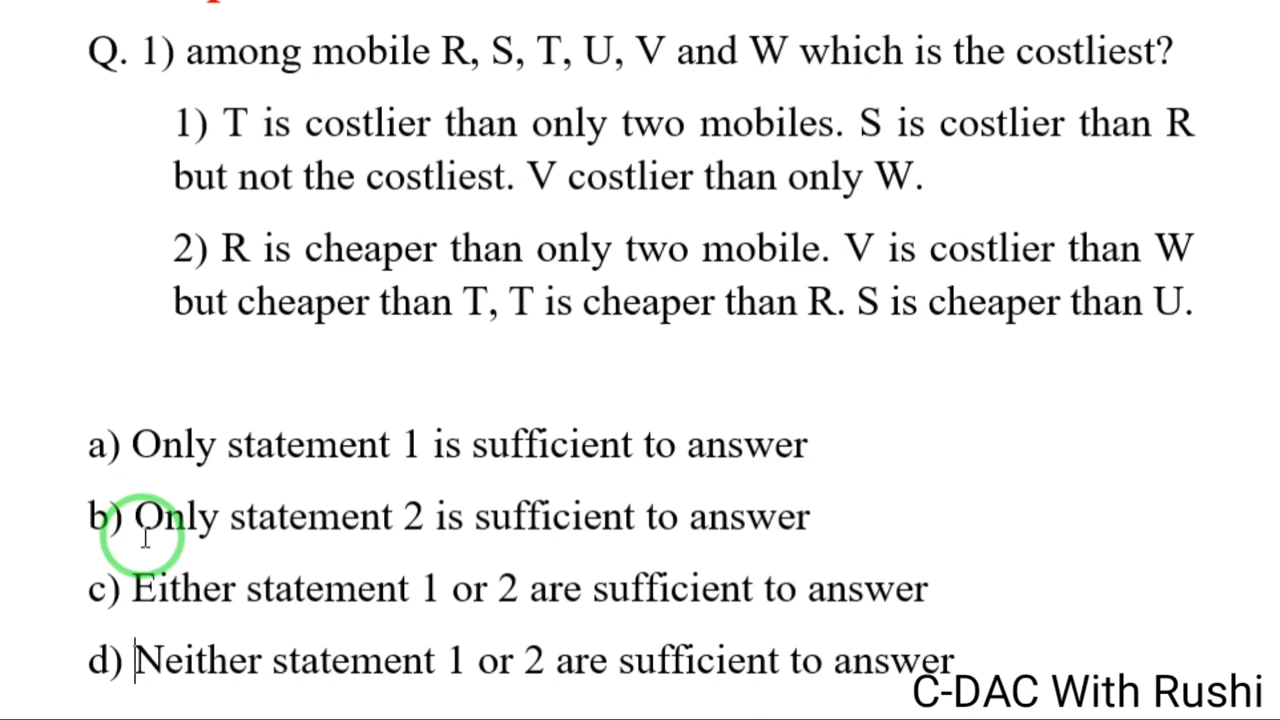 Q. 1) among mobile R, S, T, U, V and W which is the costliest?
1) T is costlier than only two mobiles. S is costlier than R
but not the costliest. V costlier than only W.
2) R is cheaper than only two mobile. V is costlier than W
but cheaper than T, T is cheaper than R. S is cheaper than U.
a) Only statement 1 is sufficient to answer
b) Only statement 2 is sufficient to answer
c) Either statement 1 or 2 are sufficient to answer
d) Neither statement 1 or 2 are sufficient to answer
C-DAC With Rushi